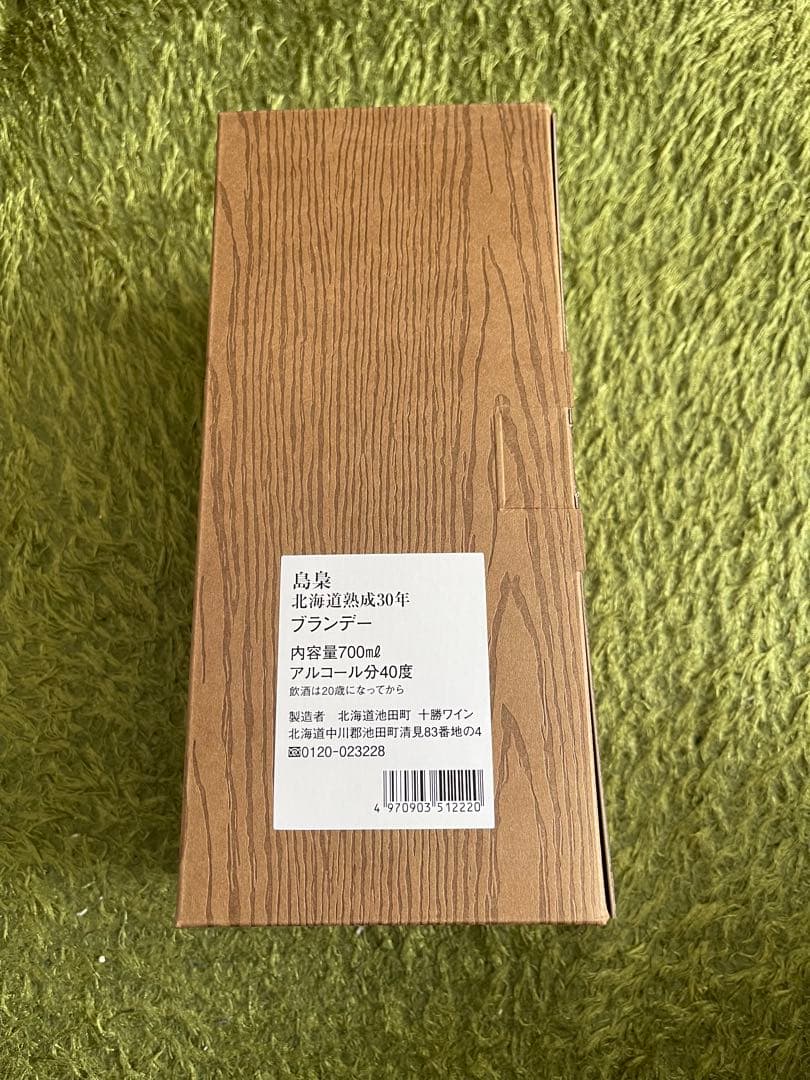 島梟
北海道熟成30年
ブランデー
内容量700㎖
アルコール分40度
飲酒は20歳になってから
製造者 北海道池田町 十勝ワイン
北海道中川郡池田町清見83番地の4
0120-023228
4 970903 512220